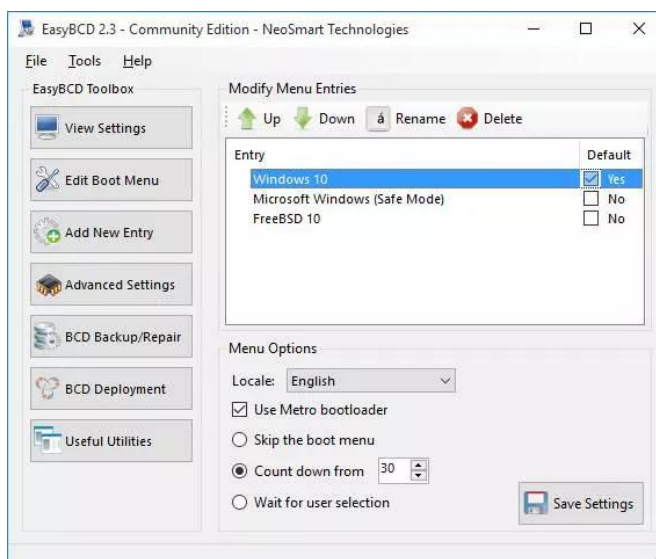 EasyBCD 2.3 - Community Edition - NeoSmart Technologies
File Tools Help
EasyBCD Toolbox
View Settings
Edit Boot Menu
Add New Entry
Advanced Settings
BCD Backup/Repair
BCD Deployment
Useful Utilities
Modify Menu Entries
Up Down á Rename Delete
Entry Default
Windows 10 Yes
Microsoft Windows (Safe Mode) No
FreeBSD 10 No
Menu Options
Locale: English
Use Metro bootloader
Skip the boot menu
Count down from 30
Wait for user selection
Save Settings